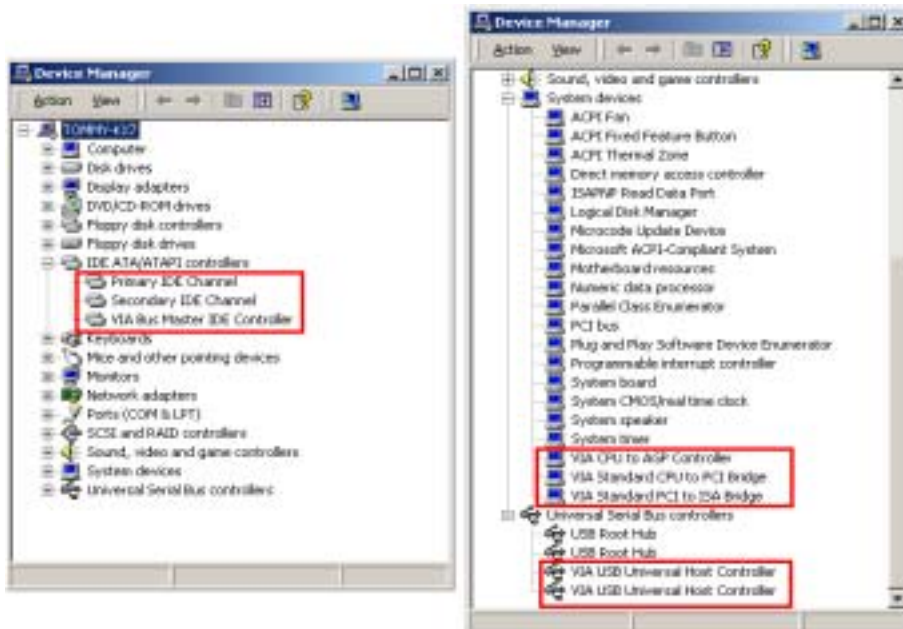 Device Manager
Action View
TOMMY-K17
Computer
Disk drives
Display adapters
DVD/CD-ROM drives
Floppy disk controllers
Floppy disk drives
IDE ATA/ATAPI controllers
Primary IDE Channel
Secondary IDE Channel
VIA Bus Master IDE Controller
Keyboards
Mice and other pointing devices
Monitors
Network adapters
Ports (COM & LPT)
SCSI and RAID controllers
Sound, video and game controllers
System devices
Universal Serial Bus controllers
Device Manager
Action View
Sound, video and game controllers
System devices
ACPI Fan
ACPI Fixed Feature Button
ACPI Thermal Zone
Direct memory access controller
ISAPNP Read Data Port
Logical Disk Manager
Microcode Update Device
Microsoft ACPI-Compliant System
Motherboard resources
Numeric data processor
Parallel Class Enumerator
PCI bus
Plug and Play Software Device Enumerator
Programmable interrupt controller
System board
System CMOS/real time clock
System speaker
System timer
VIA CPU to AGP Controller
VIA Standard CPU to PCI Bridge
VIA Standard PCI to ISA Bridge
Universal Serial Bus controllers
USB Root Hub
USB Root Hub
VIA USB Universal Host Controller
VIA USB Universal Host Controller